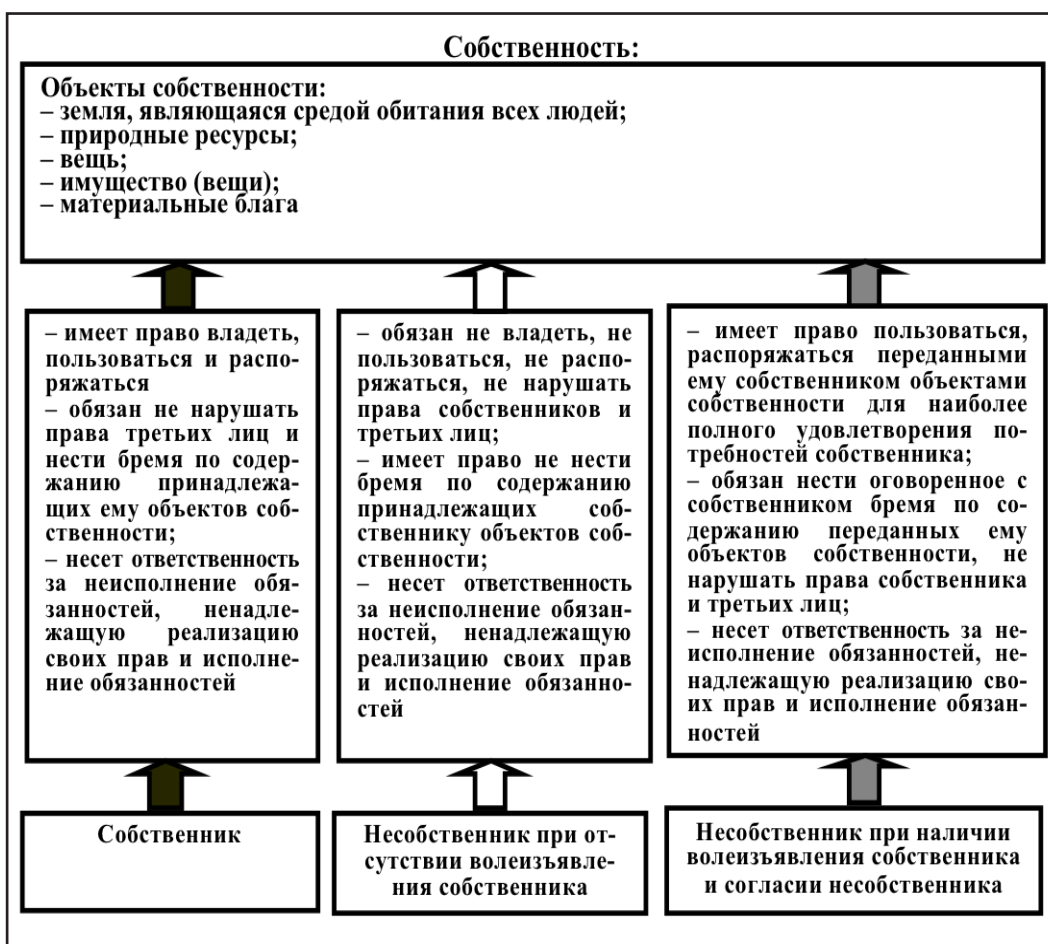 Собственность:
Объекты собственности:
– земля, являющаяся средой обитания всех людей;
– природные ресурсы;
– вещь;
– имущество (вещи);
– материальные блага
– имеет право владеть,
пользоваться и распо-
ряжаться
– обязан не нарушать
права третьих лиц и
нести бремя по содер-
жанию принадлежа-
щих ему объектов соб-
ственности;
– несет ответственность
за неисполнение обя-
занностей, ненадле-
жащую реализацию
своих прав и исполне-
ние обязанностей
– обязан не владеть, не
пользоваться, не распо-
ряжаться, не нарушать
права собственников и
третьих лиц;
– имеет право не нести
бремя по содержанию
принадлежащих соб-
ственнику объектов соб-
ственности;
– несет ответственность
за неисполнение обязан-
ностей, ненадлежащую
реализацию своих прав
и исполнение обязанно-
стей
– имеет право пользоваться,
распоряжаться переданными
ему собственником объектами
собственности для наиболее
полного удовлетворения по-
требностей собственника;
– обязан нести оговоренное с
собственником бремя по со-
держанию переданных ему
объектов собственности, не
нарушать права собственника
и третьих лиц;
– несет ответственность за не-
исполнение обязанностей, не-
надлежащую реализацию сво-
их прав и исполнение обязан-
ностей
Собственник
Несобственник при от-
сутствии волеизъявле-
ния собственника
Несобственник при наличии
волеизъявления собственника
и согласии несобственника